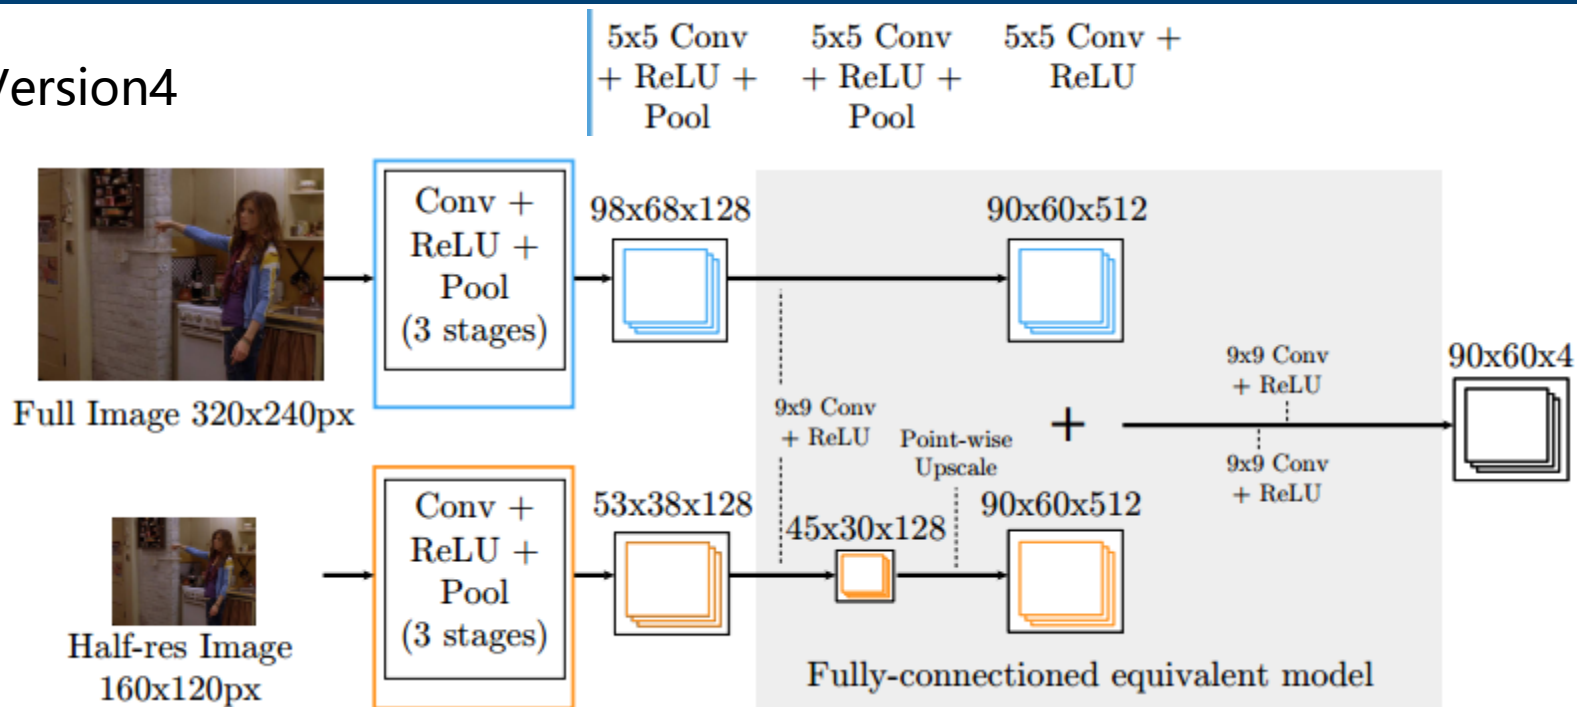 5x5 Conv
+ ReLU +
Pool
5x5 Conv
+ ReLU +
Pool
5x5 Conv +
ReLU
Version4
Conv +
ReLU +
Pool
(3 stages)
98x68x128
90x60x512
Full Image 320x240px
9x9 Conv
+ ReLU
Point-wise
Upscale
+
9x9 Conv
+ ReLU
9x9 Conv
+ ReLU
90x60x4
Conv +
ReLU +
Pool
(3 stages)
53x38x128
45x30x128
90x60x512
Half-res Image
160x120px
Fully-connectioned equivalent model